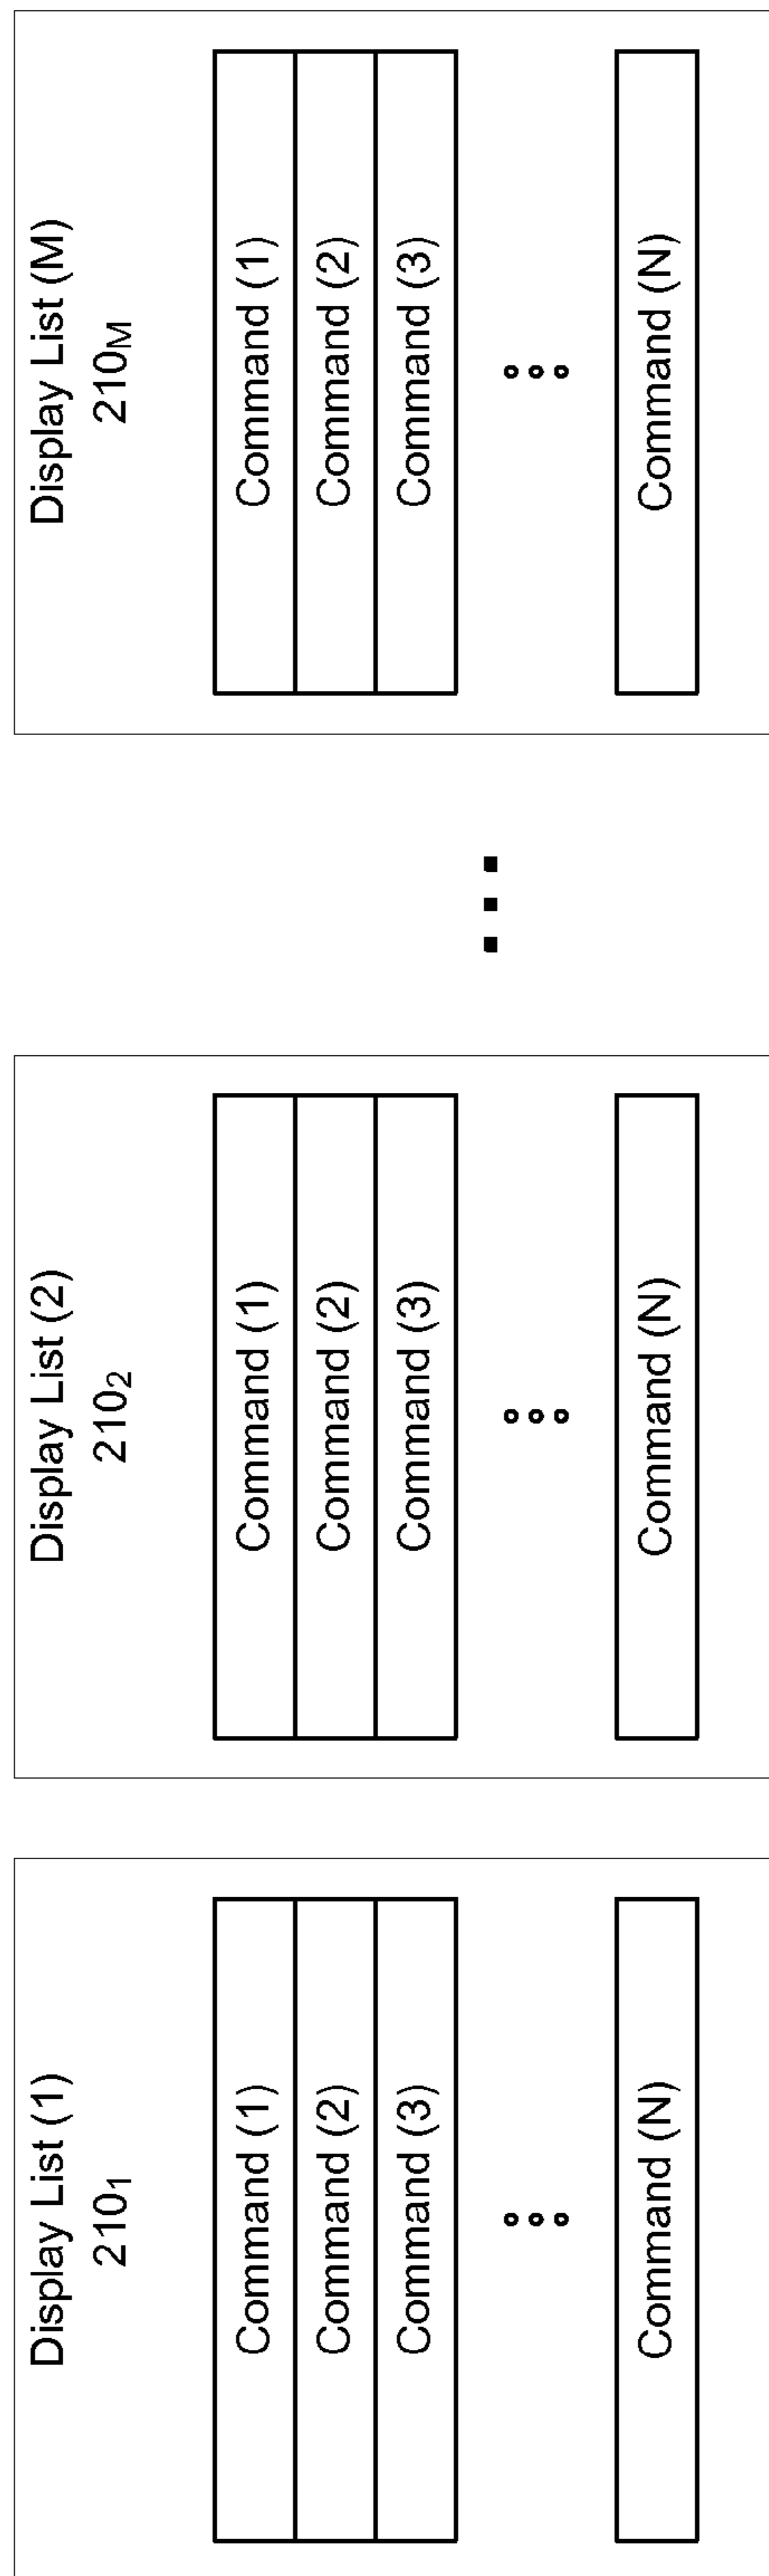 Display List (1)
210₁
Command (1)
Command (2)
Command (3)
Command (N)
Display List (2)
210₂
Command (1)
Command (2)
Command (3)
Command (N)
Display List (M)
210M
Command (1)
Command (2)
Command (3)
Command (N)